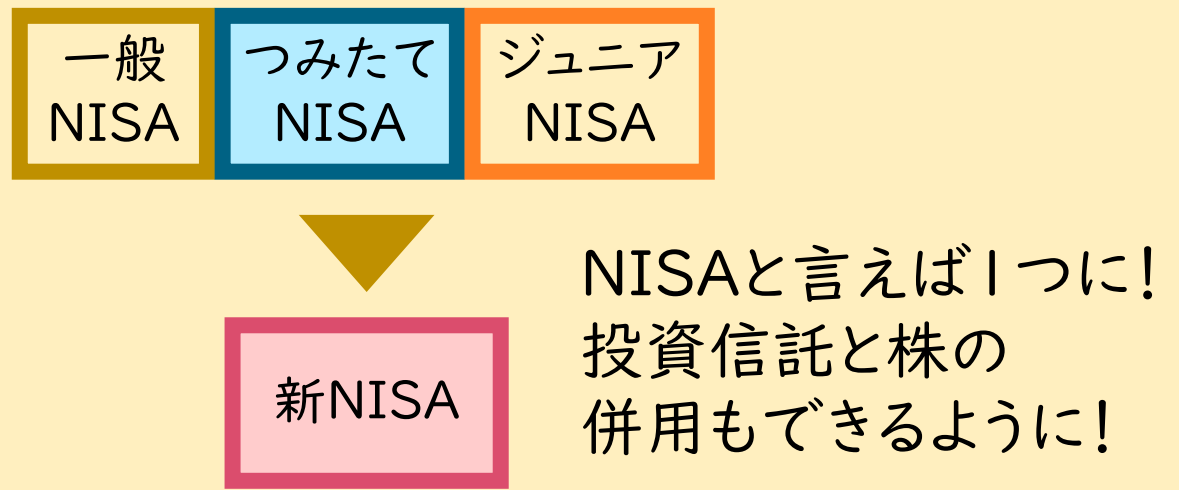 一般
NISA
つみたて
NISA
ジュニア
NISA
新NISA
NISAと言えば1つに!
投資信託と株の
併用もできるように!